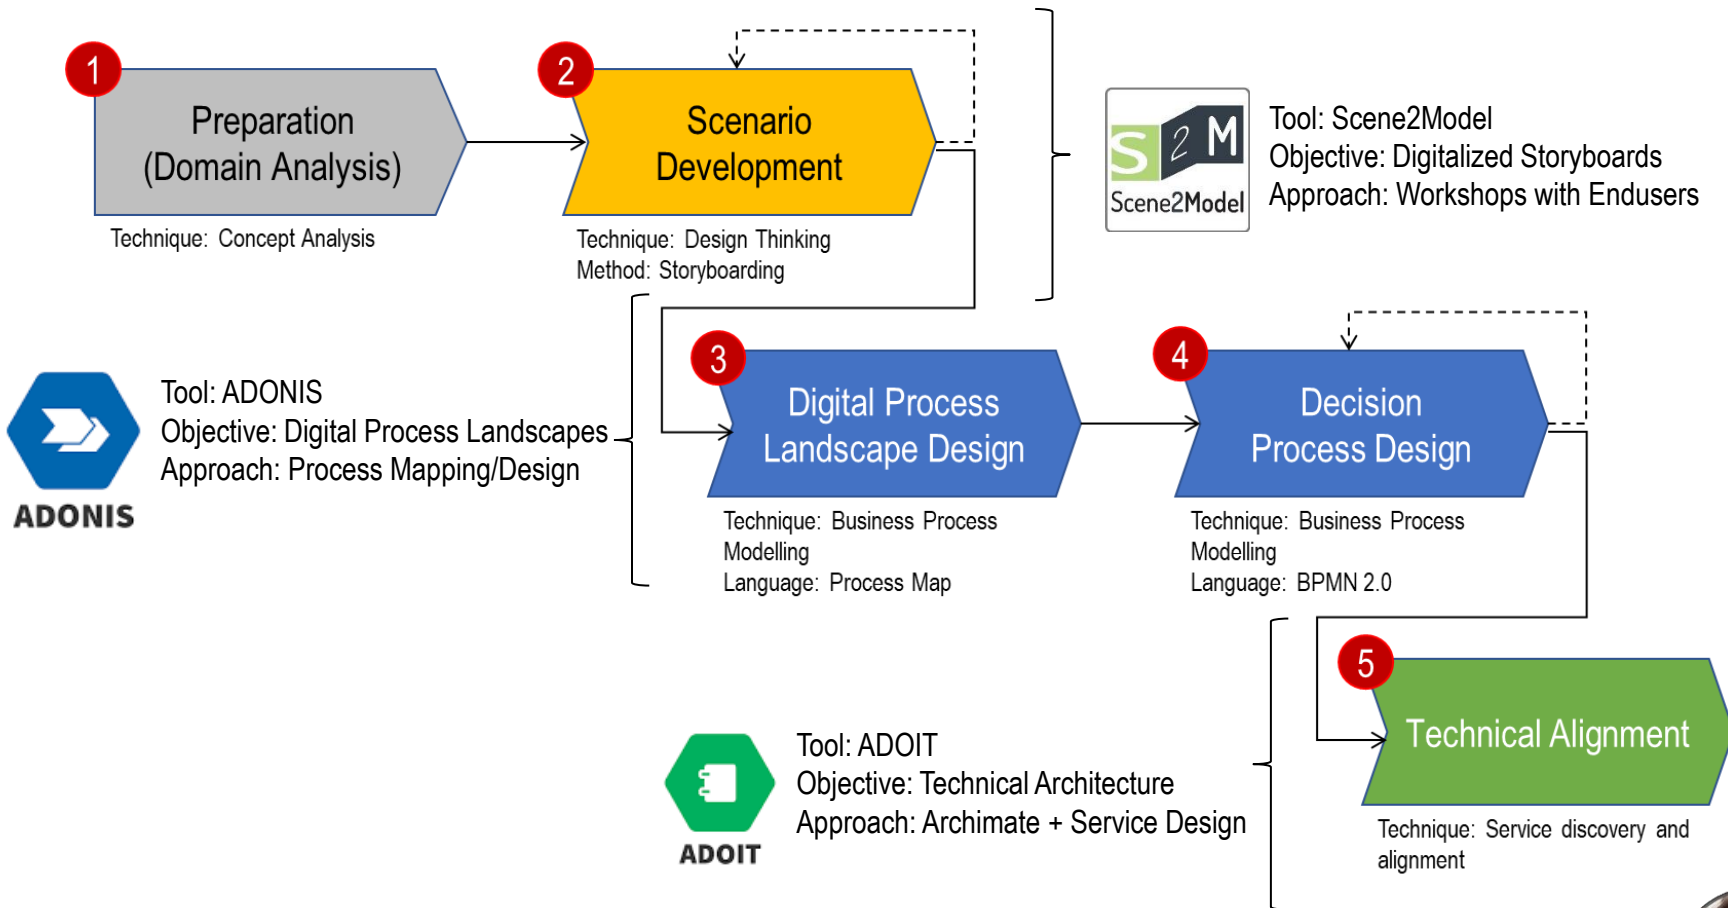 1
Preparation
(Domain Analysis)
Technique: Concept Analysis
2
Scenario
Development
Technique: Design Thinking
Method: Storyboarding
S 2 M
Scene2Model
Tool: Scene2Model
Objective: Digitalized Storyboards
Approach: Workshops with Endusers
ADONIS
Tool: ADONIS
Objective: Digital Process Landscapes
Approach: Process Mapping/Design
3
Digital Process
Landscape Design
Technique: Business Process
Modelling
Language: Process Map
4
Decision
Process Design
Technique: Business Process
Modelling
Language: BPMN 2.0
ADOIT
Tool: ADOIT
Objective: Technical Architecture
Approach: Archimate + Service Design
5
Technical Alignment
Technique: Service discovery and
alignment